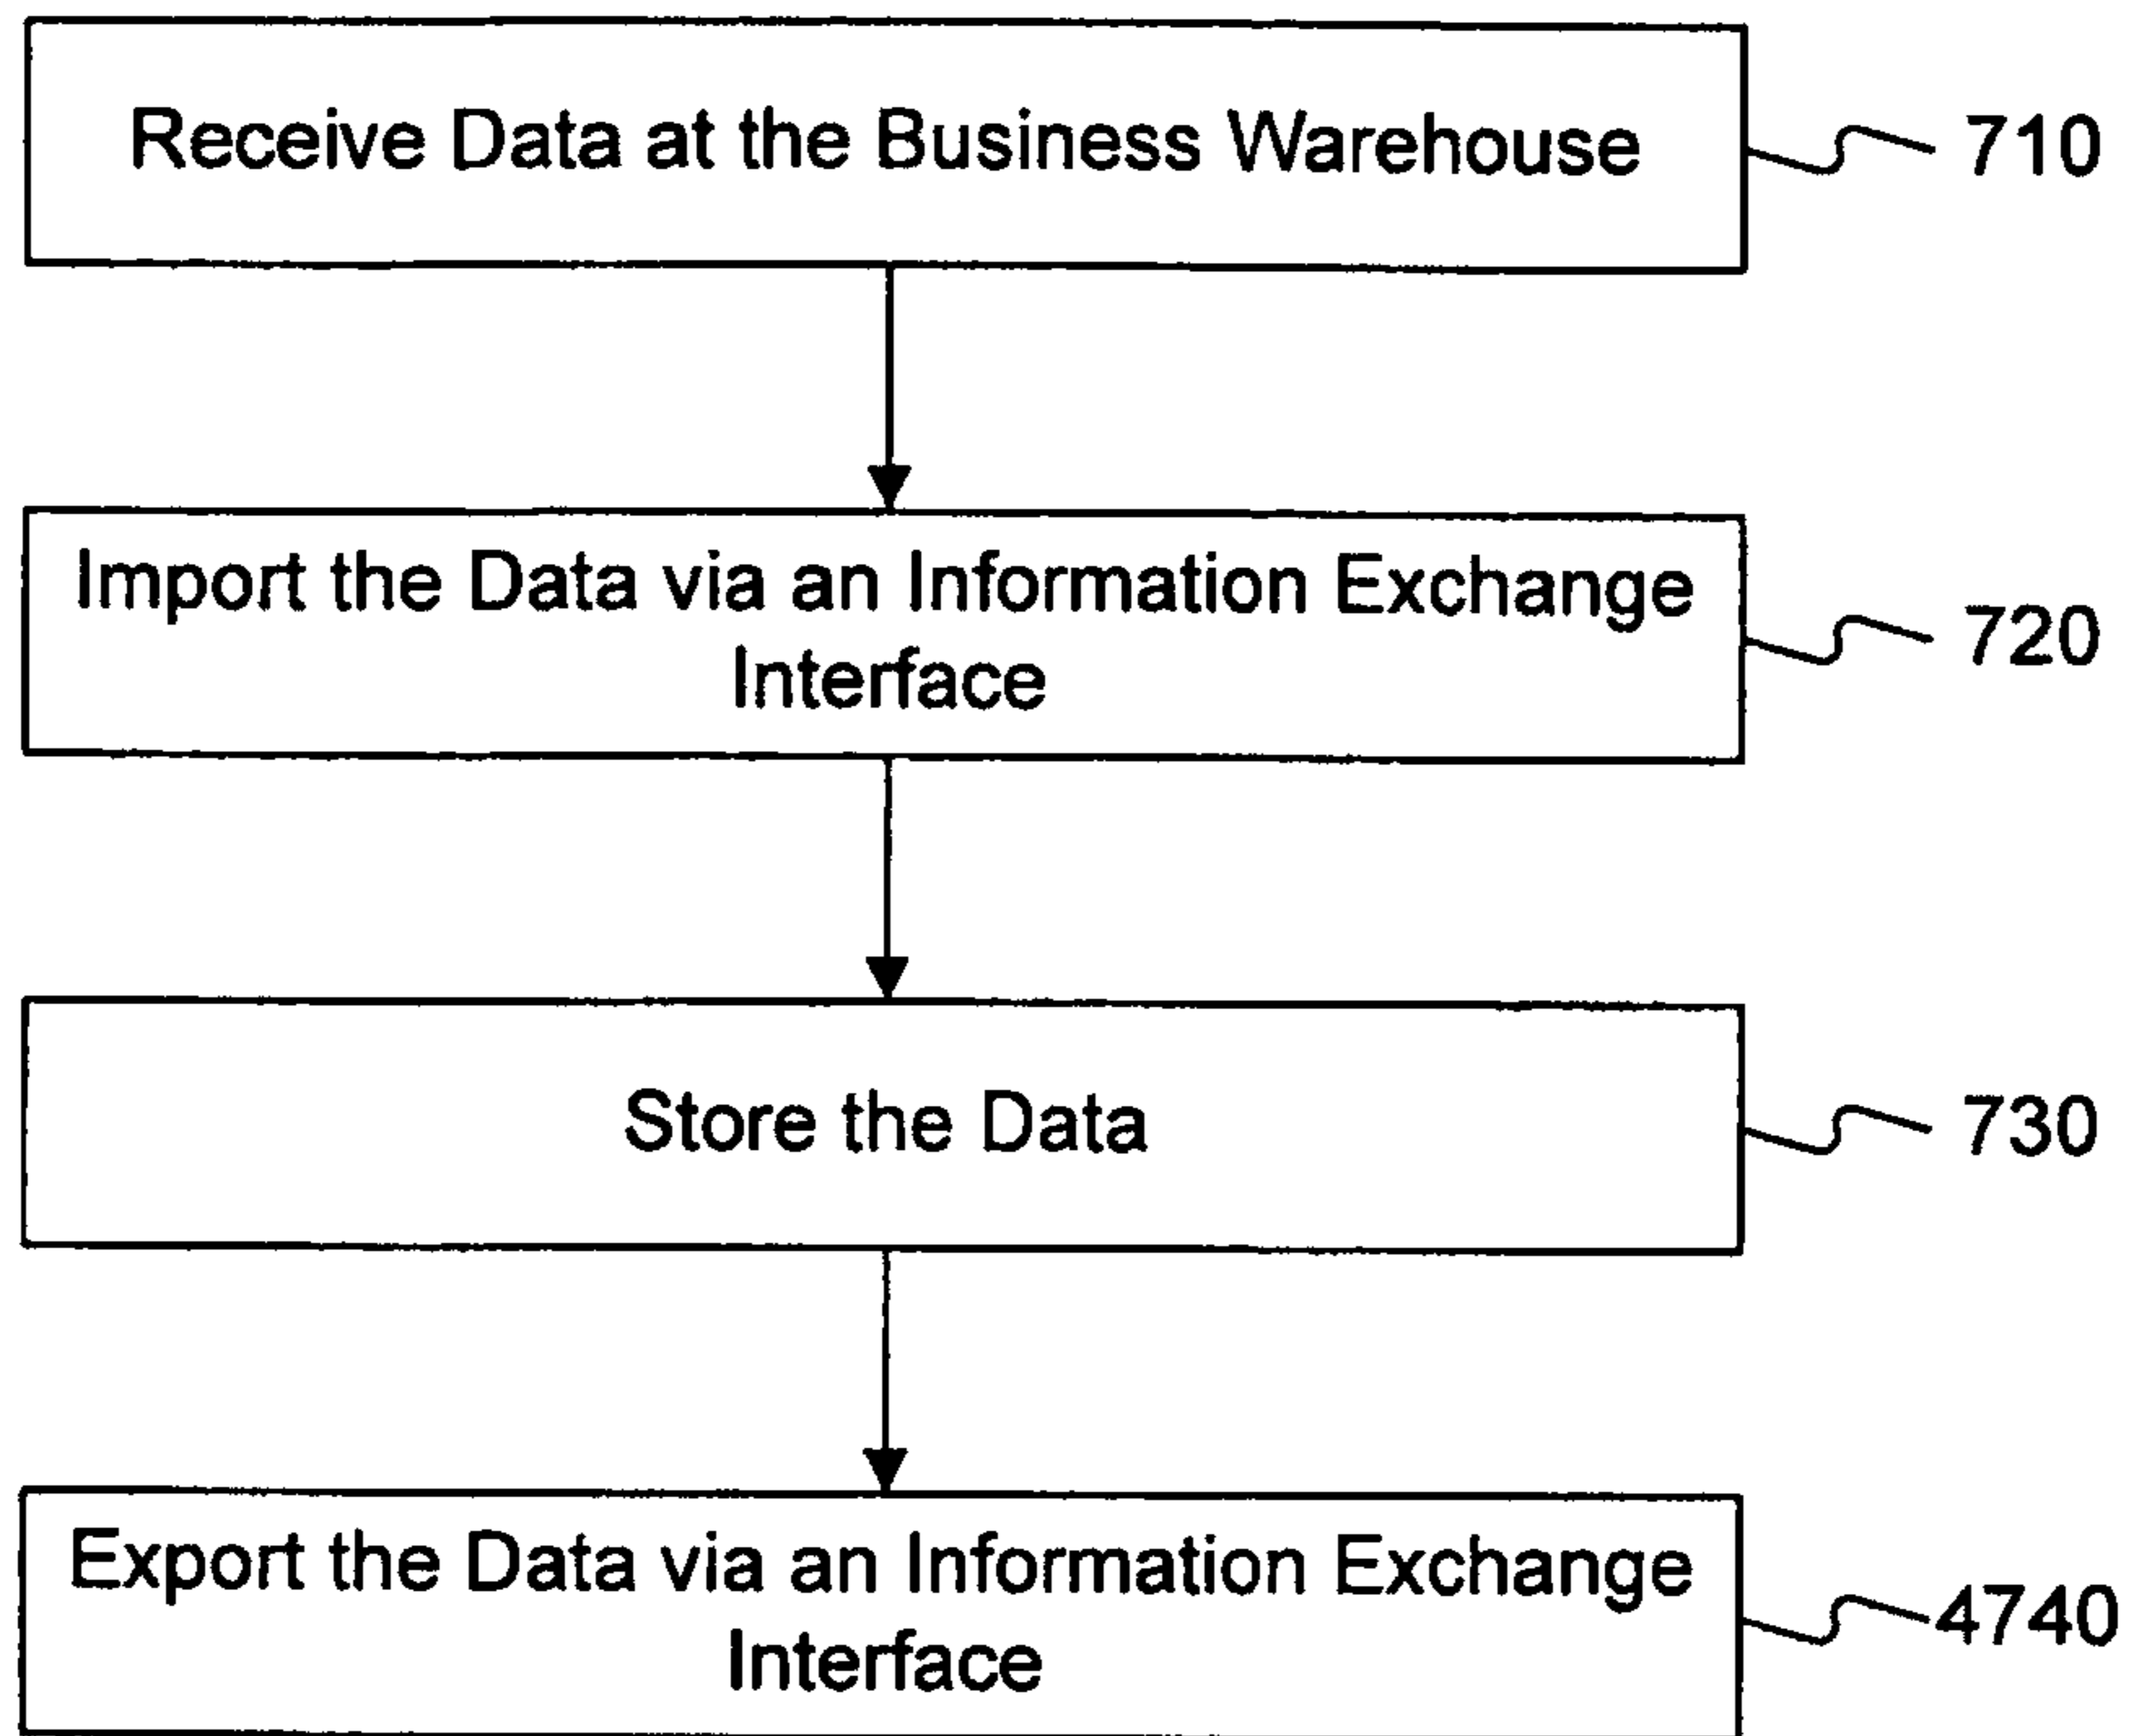 Receive Data at the Business Warehouse
710
Import the Data via an Information Exchange
Interface
720
Store the Data
730
Export the Data via an Information Exchange
Interface
4740